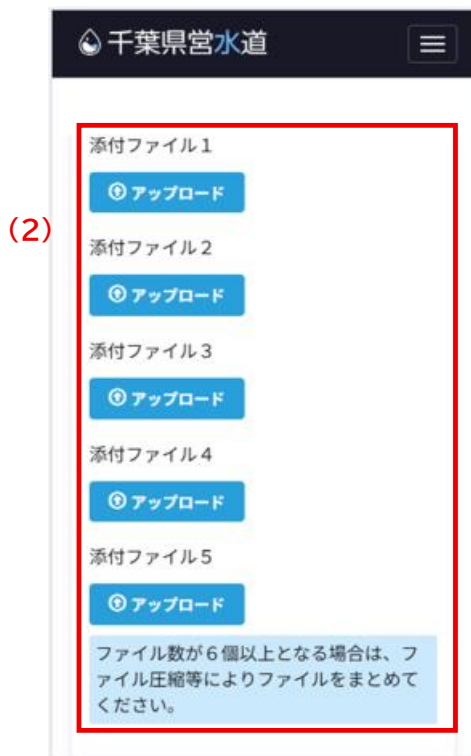 千葉県営水道
添付ファイル1
アップロード
(2)
添付ファイル2
アップロード
添付ファイル3
アップロード
添付ファイル4
アップロード
添付ファイル5
アップロード
ファイル数が6個以上となる場合は、フ
ァイル圧縮等によりファイルをまとめて
ください。